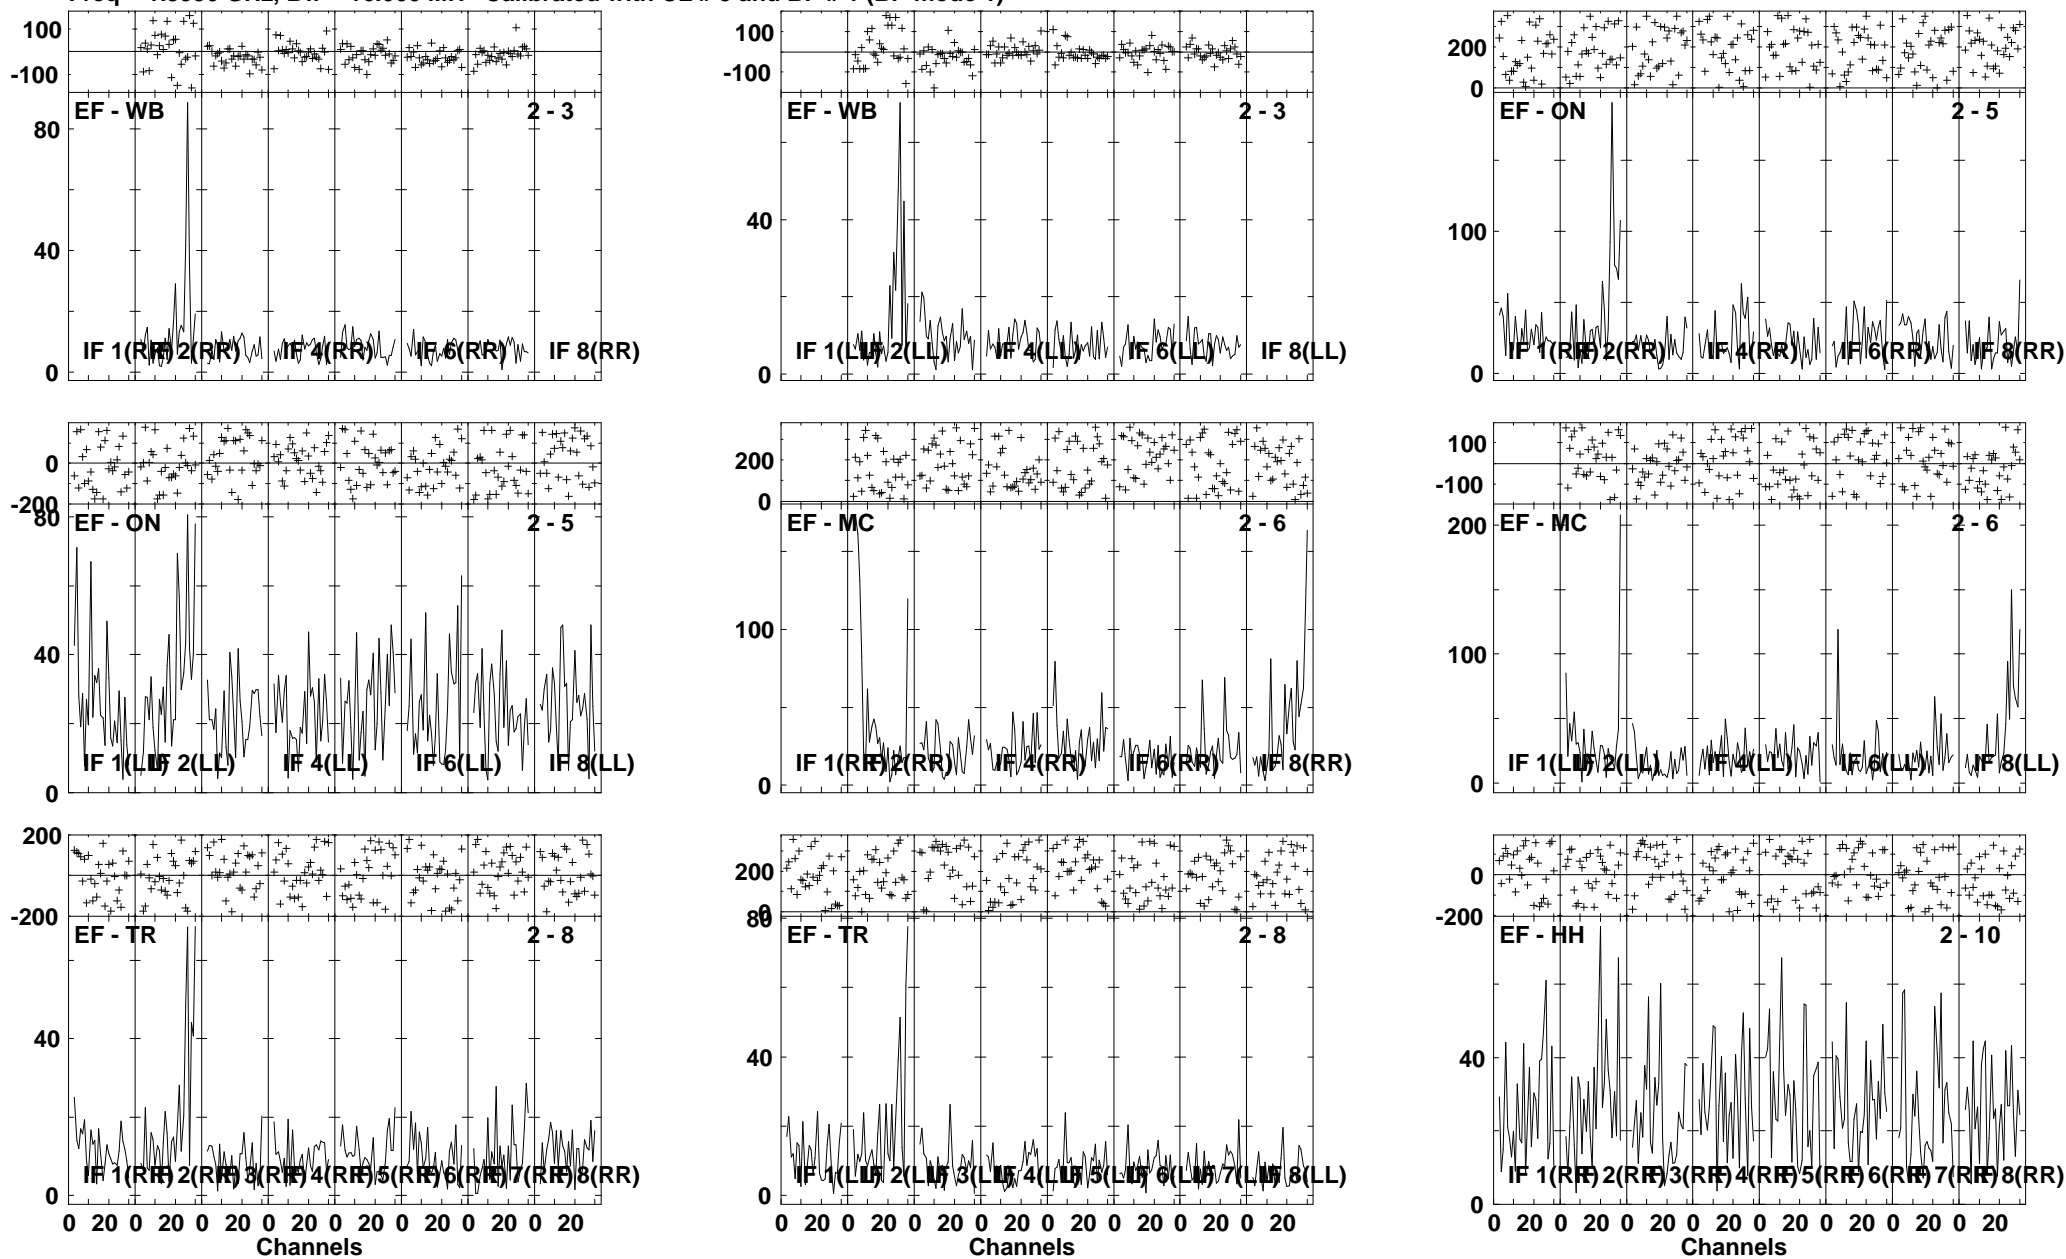 Freq = GHz, Bw = MH Calibrated with CL # and BP # (BP mode 1)
100
-100
EF - WB 2 - 3
80
40
0
IF 1(RR) IF 2(RR) IF 4(RR) IF 6(RR) IF 8(RR)
100
-100
EF - WB 2 - 3
40
0
IF 1(LL) IF 2(LL) IF 4(LL) IF 6(LL) IF 8(LL)
200
0
EF - ON 2 - 5
100
0
IF 1(RR) IF 2(RR) IF 4(RR) IF 6(RR) IF 8(RR)
0
-200
80
EF - ON 2 - 5
40
0
IF 1(LL) IF 2(LL) IF 4(LL) IF 6(LL) IF 8(LL)
200
0
EF - MC 2 - 6
100
0
IF 1(RR) IF 2(RR) IF 4(RR) IF 6(RR) IF 8(RR)
100
-100
200
EF - MC 2 - 6
100
0
IF 1(LL) IF 2(LL) IF 4(LL) IF 6(LL) IF 8(LL)
200
-200
EF - TR 2 - 8
40
0
IF 1(RR) IF 2(RR) IF 3(RR) IF 4(RR) IF 5(RR) IF 6(RR) IF 7(RR) IF 8(RR)
0 20 0 20 0 20 0 20 0 20 0 20 0 20 0 20
Channels
200
0
80
EF - TR 2 - 8
40
0
IF 1(LL) IF 2(LL) IF 3(LL) IF 4(LL) IF 5(LL) IF 6(LL) IF 7(LL) IF 8(LL)
0 20 0 20 0 20 0 20 0 20 0 20 0 20 0 20
Channels
0
-200
EF - HH 2 - 10
40
0
IF 1(RR) IF 2(RR) IF 3(RR) IF 4(RR) IF 5(RR) IF 6(RR) IF 7(RR) IF 8(RR)
0 20 0 20 0 20 0 20 0 20 0 20 0 20 0 20
Channels